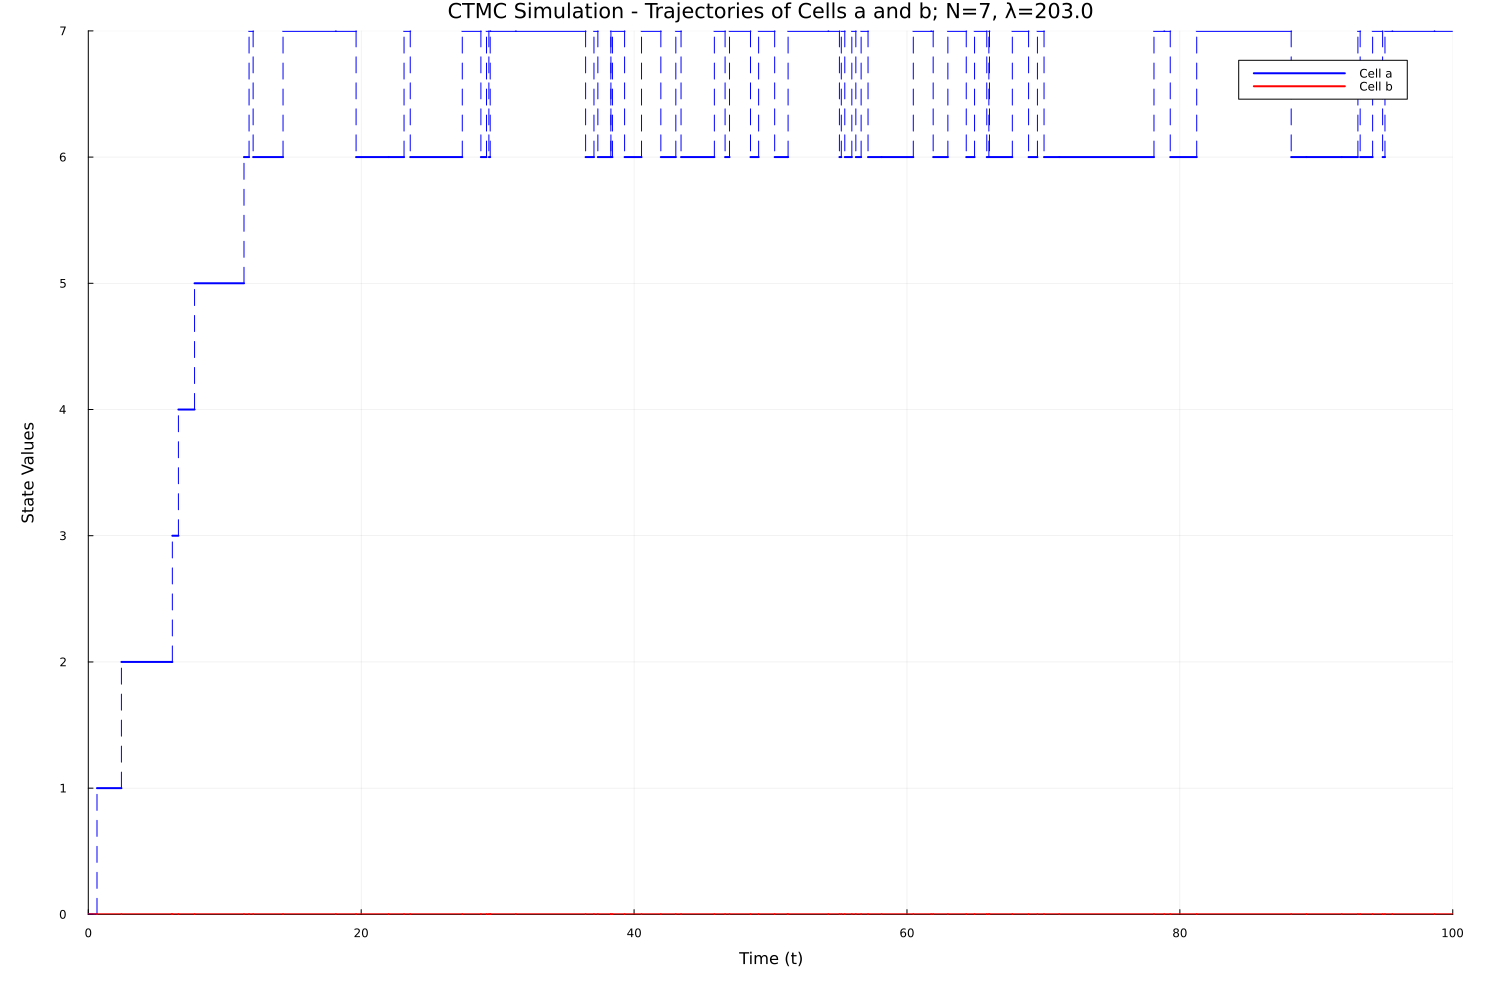 CTMC Simulation - Trajectories of Cells a and b; N=7, λ=203.0
7
Cell a
Cell b
6
5
4
3
2
1
0
State Values
0 20 40 60 80 100
Time (t)